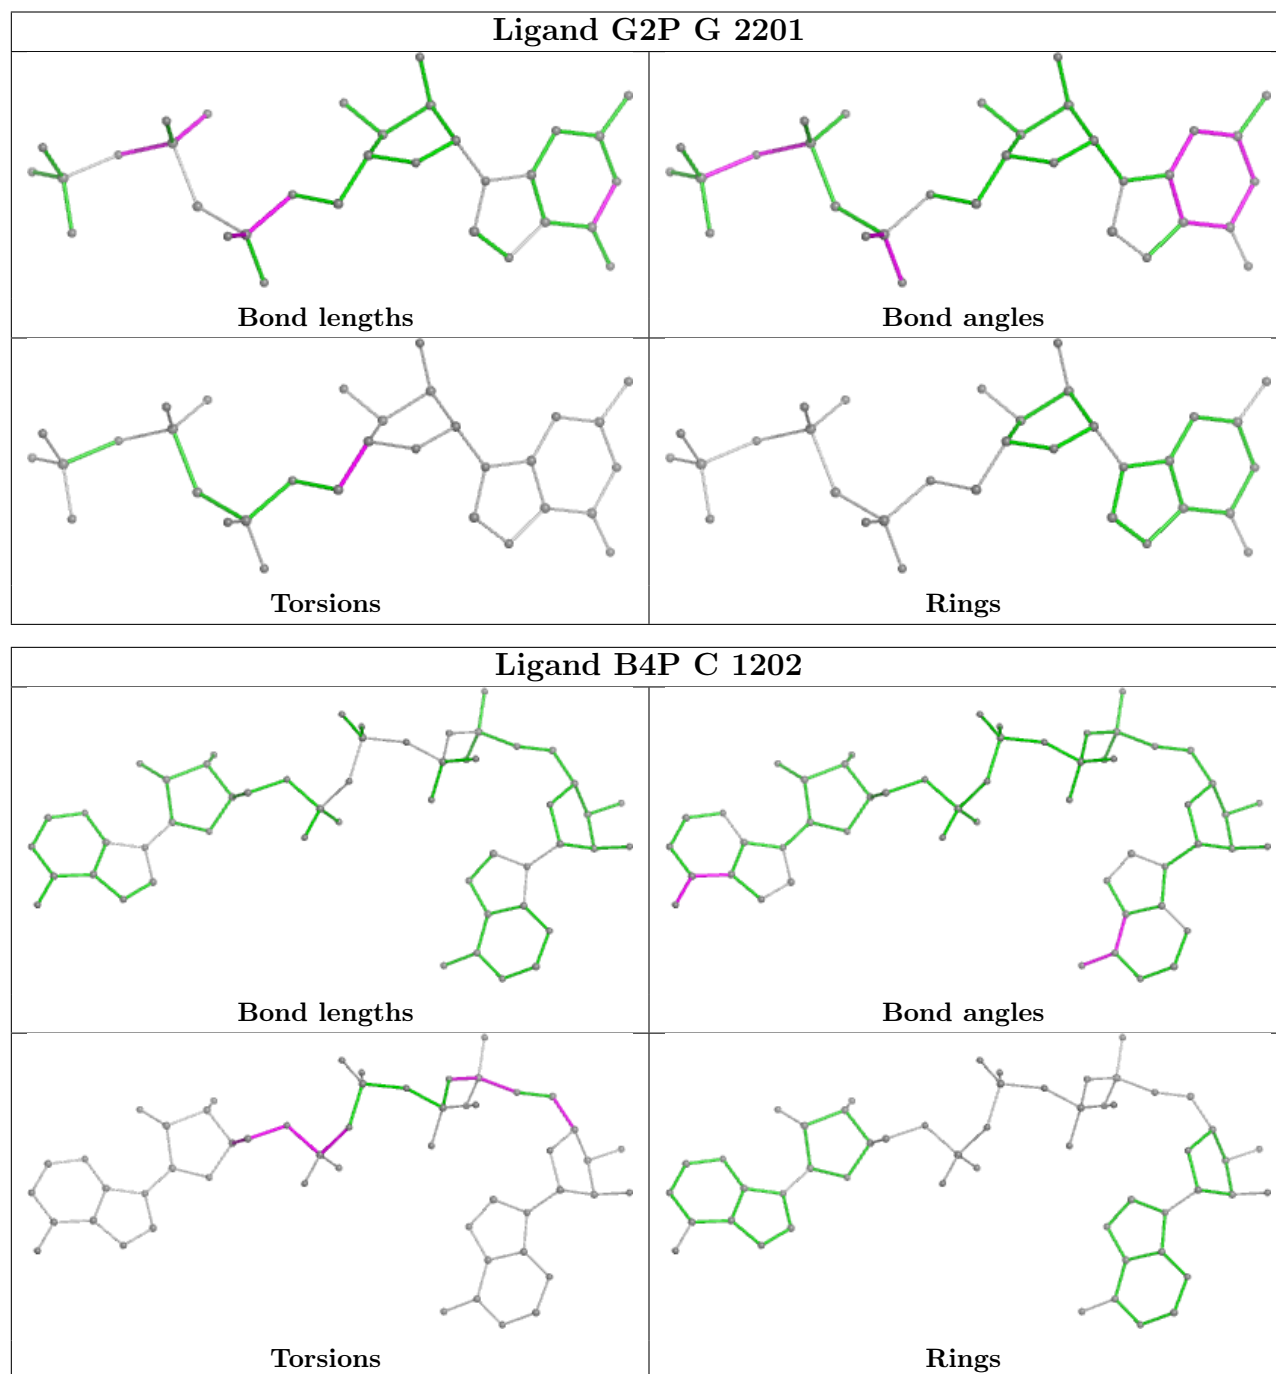 Ligand G2P G 2201
Bond lengths
Bond angles
Torsions
Rings
Ligand B4P C 1202
Bond lengths
Bond angles
Torsions
Rings